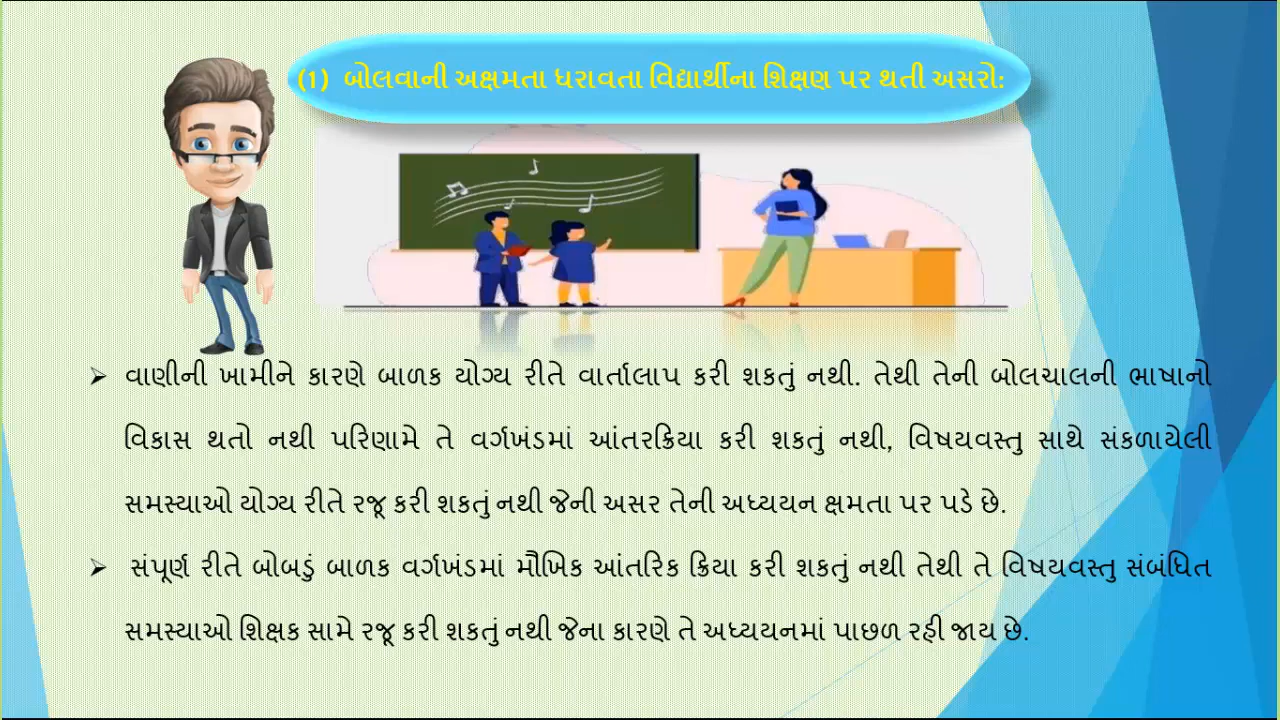 (1) બોલવાની અક્ષમતા ધરાવતા વિદ્યાર્થીના શિક્ષણ પર થતી અસરો:
➢ વાણીની ખામીને કારણે બાળક યોગ્ય રીતે વાર્તાલાપ કરી શકતું નથી. તેથી તેની બોલચાલની ભાષાનો
વિકાસ થતો નથી પરિણામે તે વર્ગખંડમાં આંતરક્રિયા કરી શકતું નથી, વિષયવસ્તુ સાથે સંકળાયેલી
સમસ્યાઓ યોગ્ય રીતે રજૂ કરી શકતું નથી જેની અસર તેની અધ્યયન ક્ષમતા પર પડે છે.
➢ સંપૂર્ણ રીતે બોબડું બાળક વર્ગખંડમાં મૌખિક આંતરિક ક્રિયા કરી શકતું નથી તેથી તે વિષયવસ્તુ સંબંધિત
સમસ્યાઓ શિક્ષક સામે રજૂ કરી શકતું નથી જેના કારણે તે અધ્યયનમાં પાછળ રહી જાય છે.